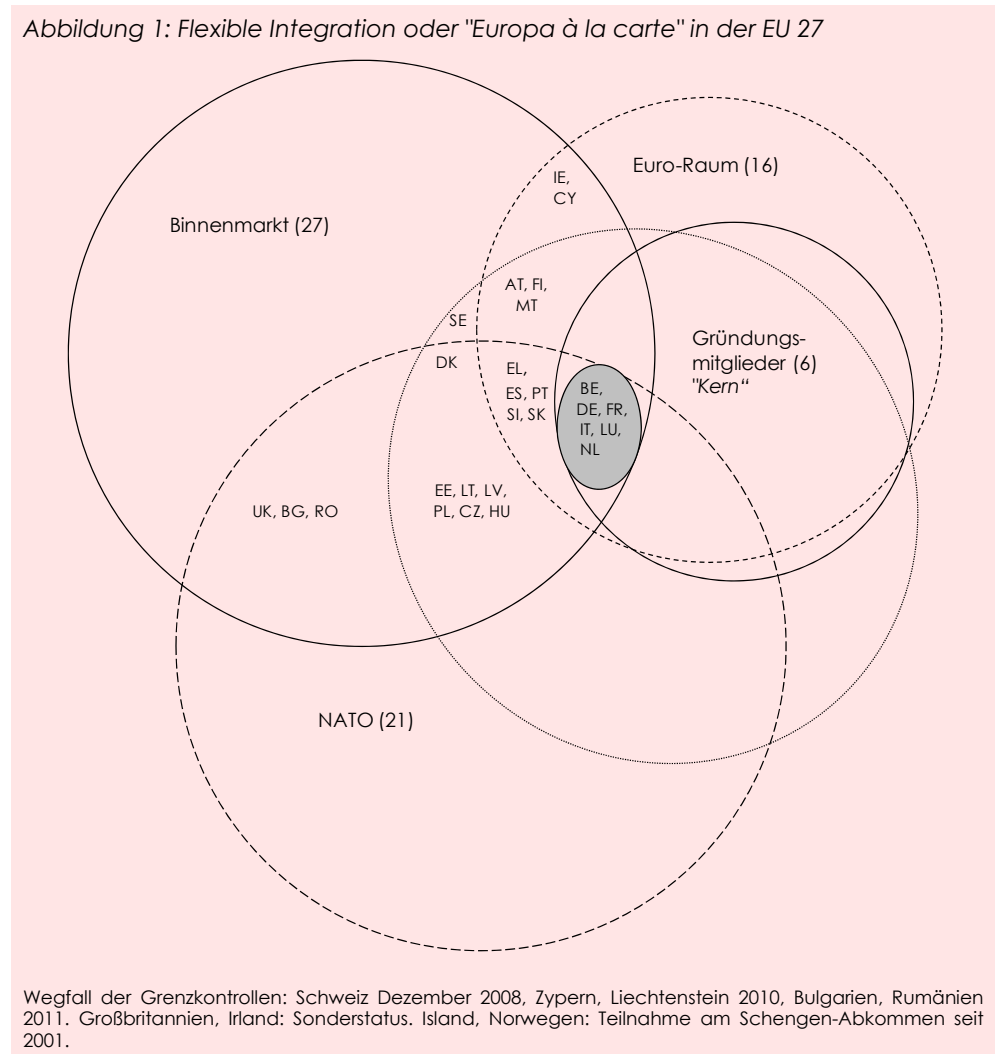 Abbildung 1: Flexible Integration oder "Europa à la carte" in der EU 27
Euro-Raum (16)
IE,
CY
Binnenmarkt (27)
AT, FI,
MT
SE
Gründungs-
mitglieder (6)
"Kern“
DK
EL,
ES, PT
SI, SK
BE,
DE, FR,
IT, LU,
NL
EE, LT, LV,
PL, CZ, HU
UK, BG, RO
NATO (21)
Wegfall der Grenzkontrollen: Schweiz Dezember 2008, Zypern, Liechtenstein 2010, Bulgarien, Rumänien
2011. Großbritannien, Irland: Sonderstatus. Island, Norwegen: Teilnahme am Schengen-Abkommen seit
2001.